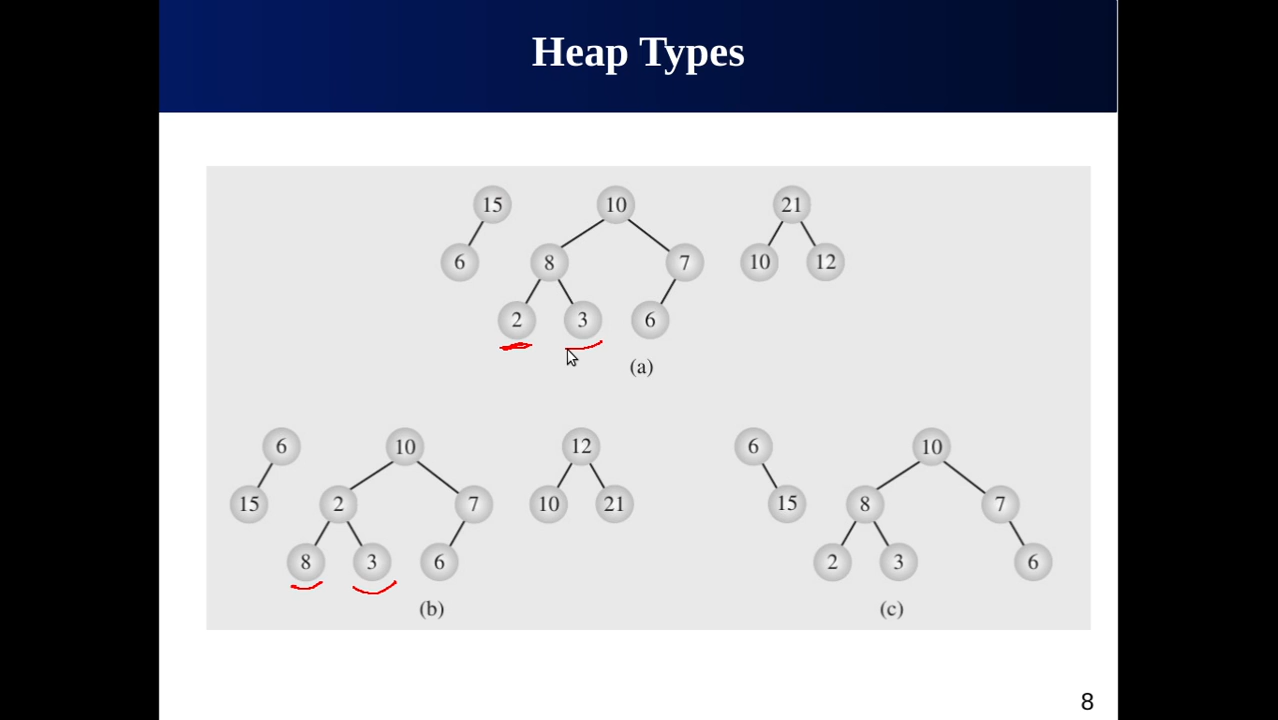 Heap Types
15 10 21
6 8 7 10 12
2 3 6
(a)
6 10 12 6 10
15 2 7 10 21 15 8 7
8 3 6 2 3 6
(b) (c)
8